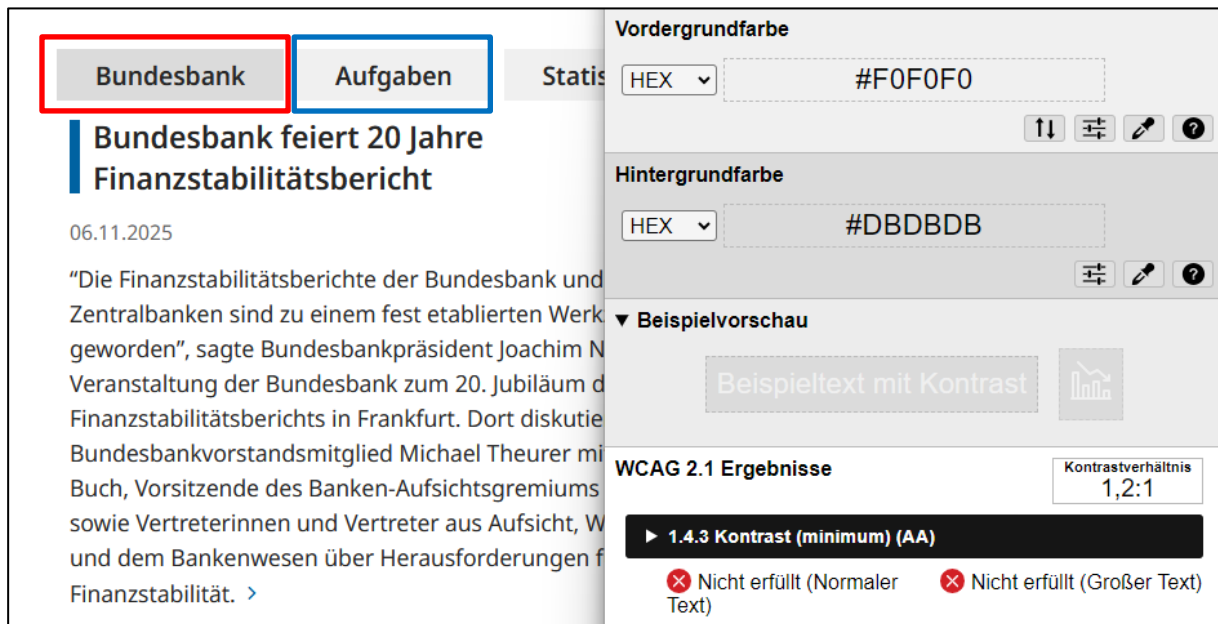 Bundesbank
Aufgaben
Statis
Bundesbank feiert 20 Jahre
Finanzstabilitätsbericht
06.11.2025
“Die Finanzstabilitätsberichte der Bundesbank und
Zentralbanken sind zu einem fest etablierten Werk
geworden”, sagte Bundesbankpräsident Joachim N
Veranstaltung der Bundesbank zum 20. Jubiläum d
Finanzstabilitätsberichts in Frankfurt. Dort diskutie
Bundesbankvorstandsmitglied Michael Theurer mi
Buch, Vorsitzende des Banken-Aufsichtsgremiums
sowie Vertreterinnen und Vertreter aus Aufsicht, W
und dem Bankenwesen über Herausforderungen f
Finanzstabilität. >
Vordergrundfarbe
HEX
#F0F0F0
Hintergrundfarbe
HEX
#DBDBDB
▼ Beispielvorschau
Beispieltext mit Kontrast
WCAG 2.1 Ergebnisse
Kontrastverhältnis
1,2:1
► 1.4.3 Kontrast (minimum) (AA)
Nicht erfüllt (Normaler
Text)
Nicht erfüllt (Großer Text)